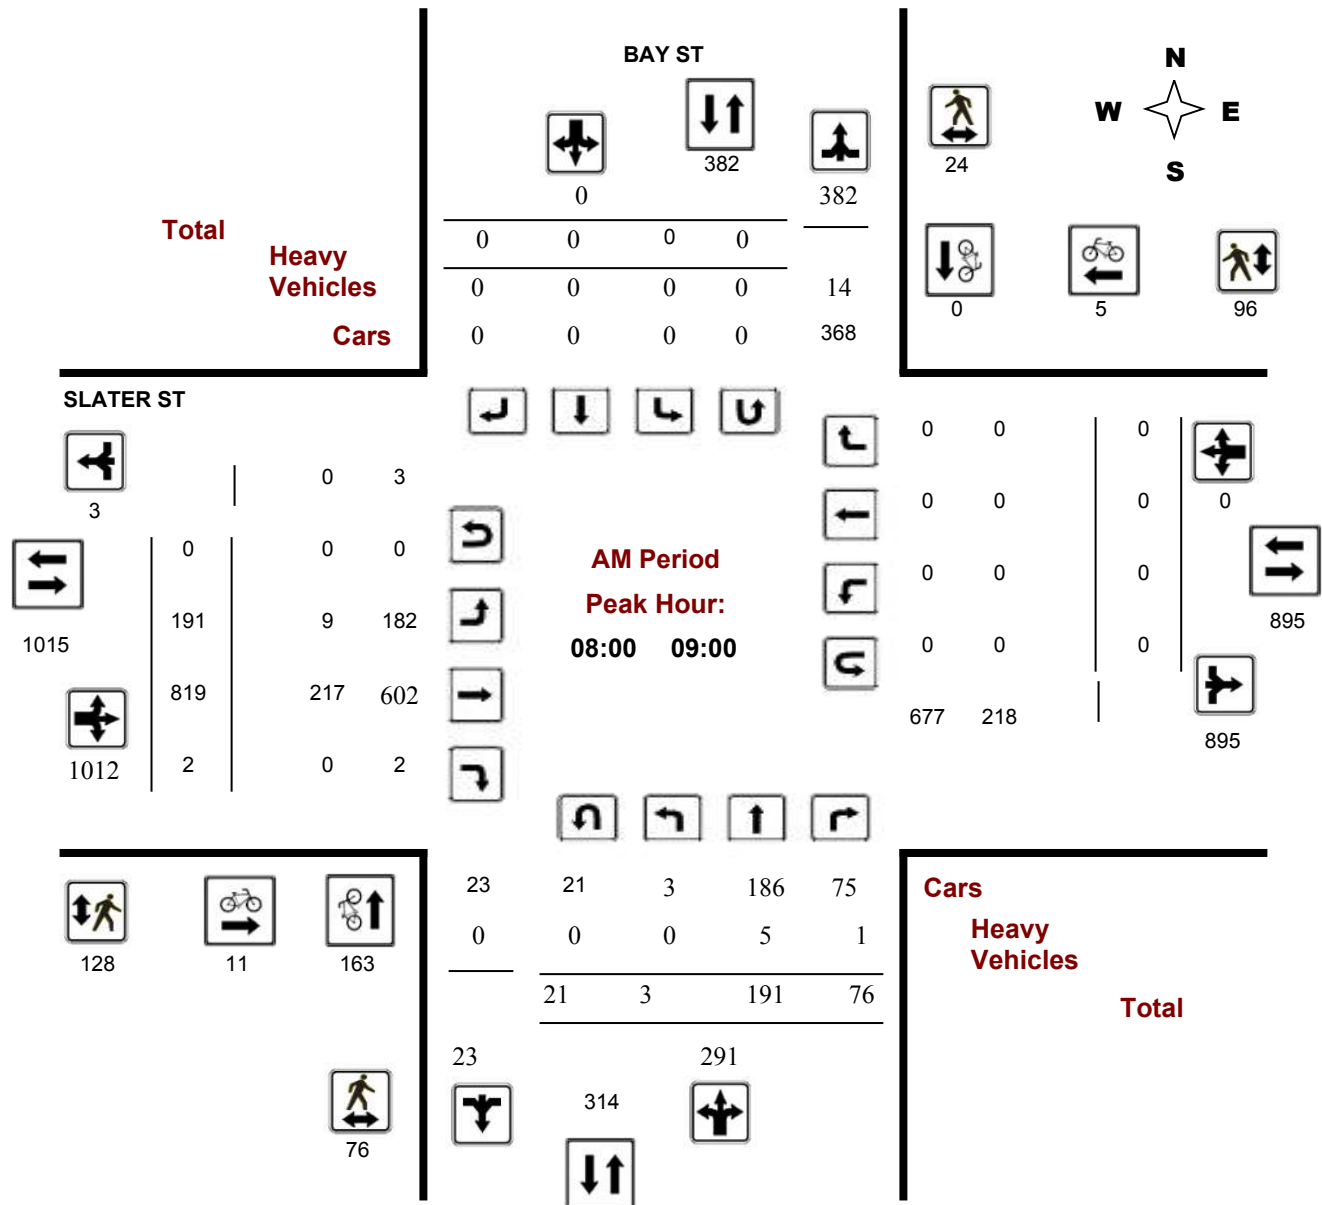 BAY ST
N
W E
S
382
24
0 382
Total
0 0 0 0
Heavy
Vehicles
0 0 0 0 14
0 5 96
Cars
0 0 0 0 368
SLATER ST
0 0 0
0 3
3
0 0 0 0
0 0 0
AM Period
0 0 0
191 9 182
Peak Hour:
895
1015
08:00 09:00
0 0 0
819 217 602
677 218
895
1012 2 0 2
23 21 3 186 75
Cars
0 0 0 5 1
Heavy
Vehicles
128 11 163
21 3 191 76
Total
23 291
314
76